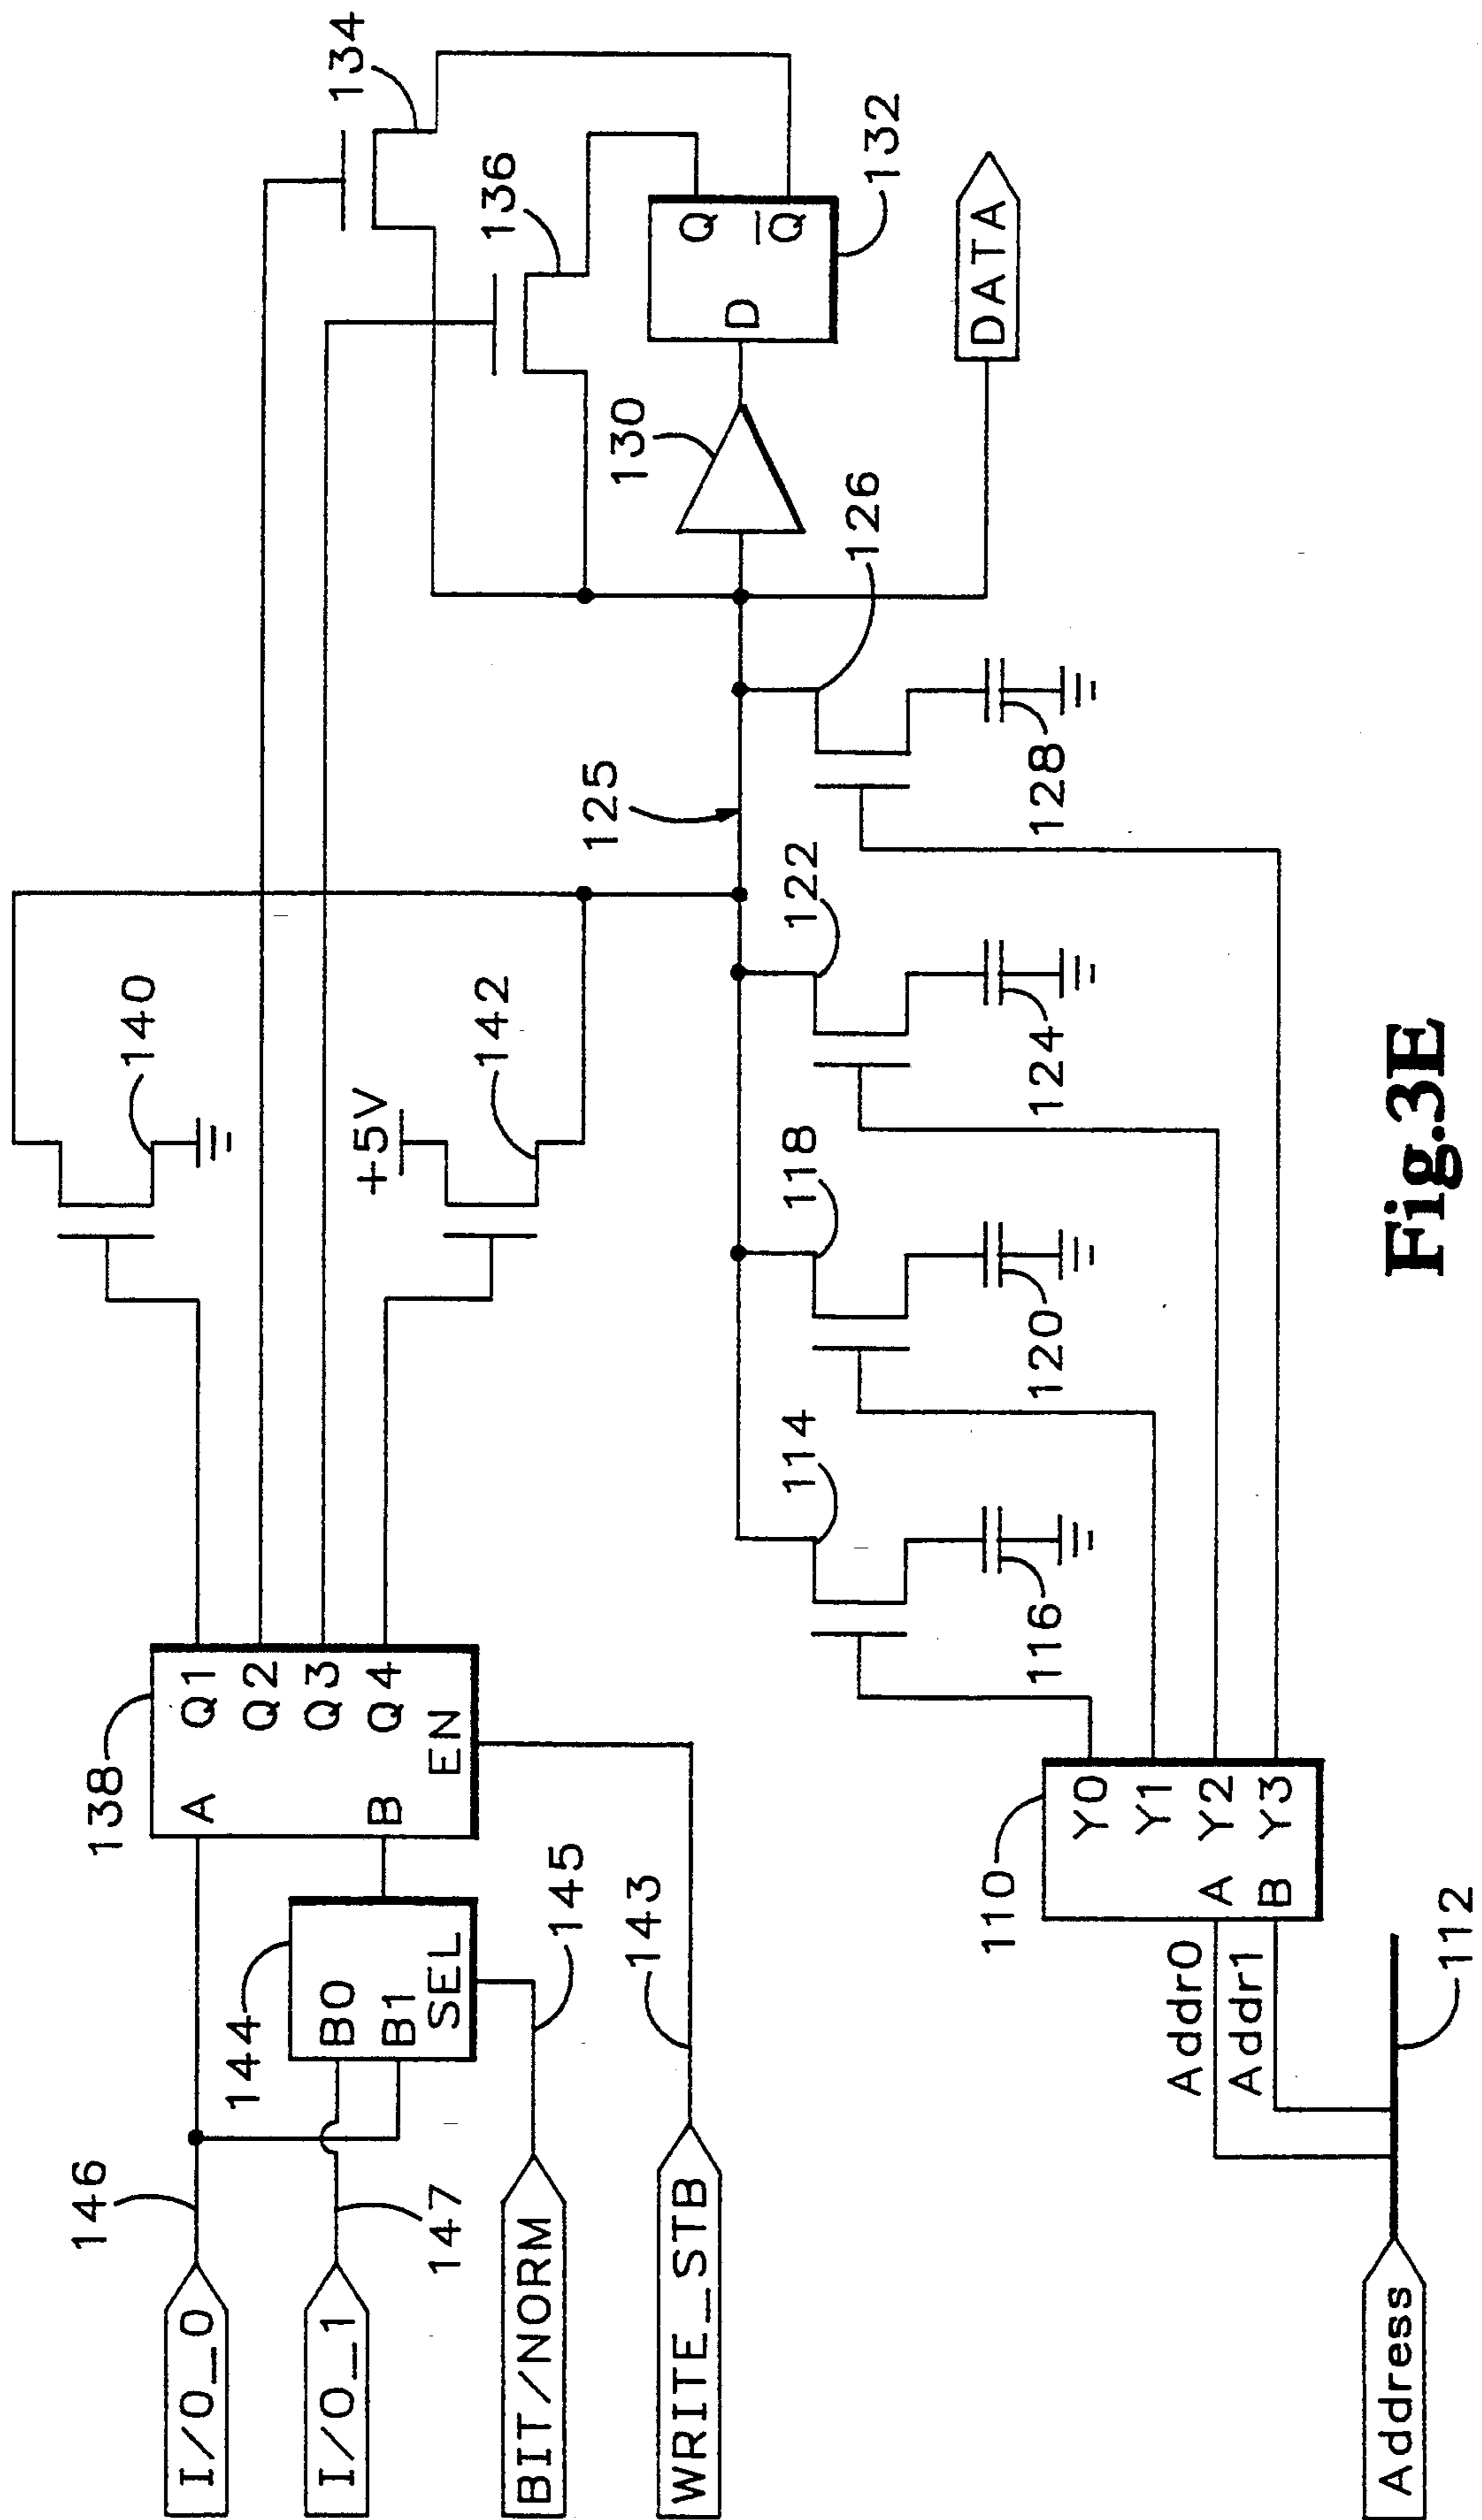 134
136
Q
Q
D
132
130
DATA
126
140
+5V
142
125
122
118
114
128
124
120
116
138
A
Q1
Q2
Q3
B
Q4
EN
144
B0
B1
SEL
145
143
146
147
I/O_0
I/O_1
BIT/NORM
WRITE_STB
110
Y0
Y1
A
Y2
B
Y3
Addr0
Addr1
112
Address
Fig.3E